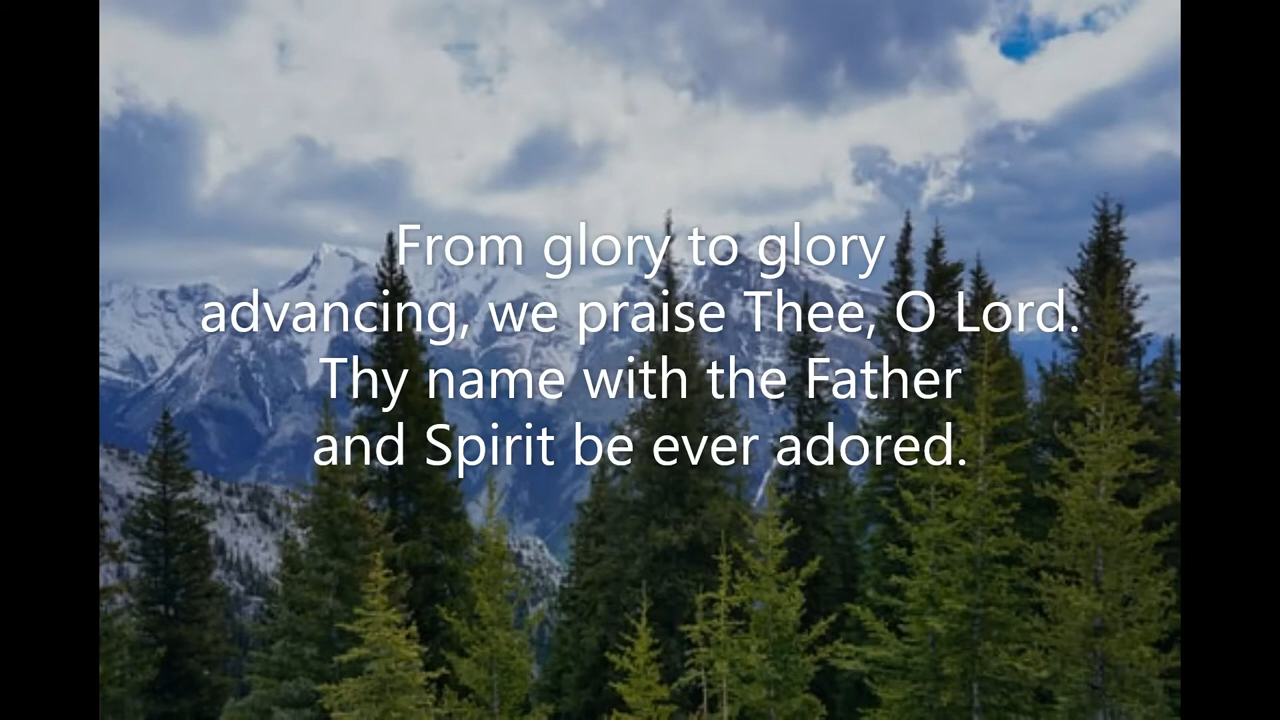 From glory to glory
advancing, we praise Thee, O Lord.
Thy name with the Father
and Spirit be ever adored.